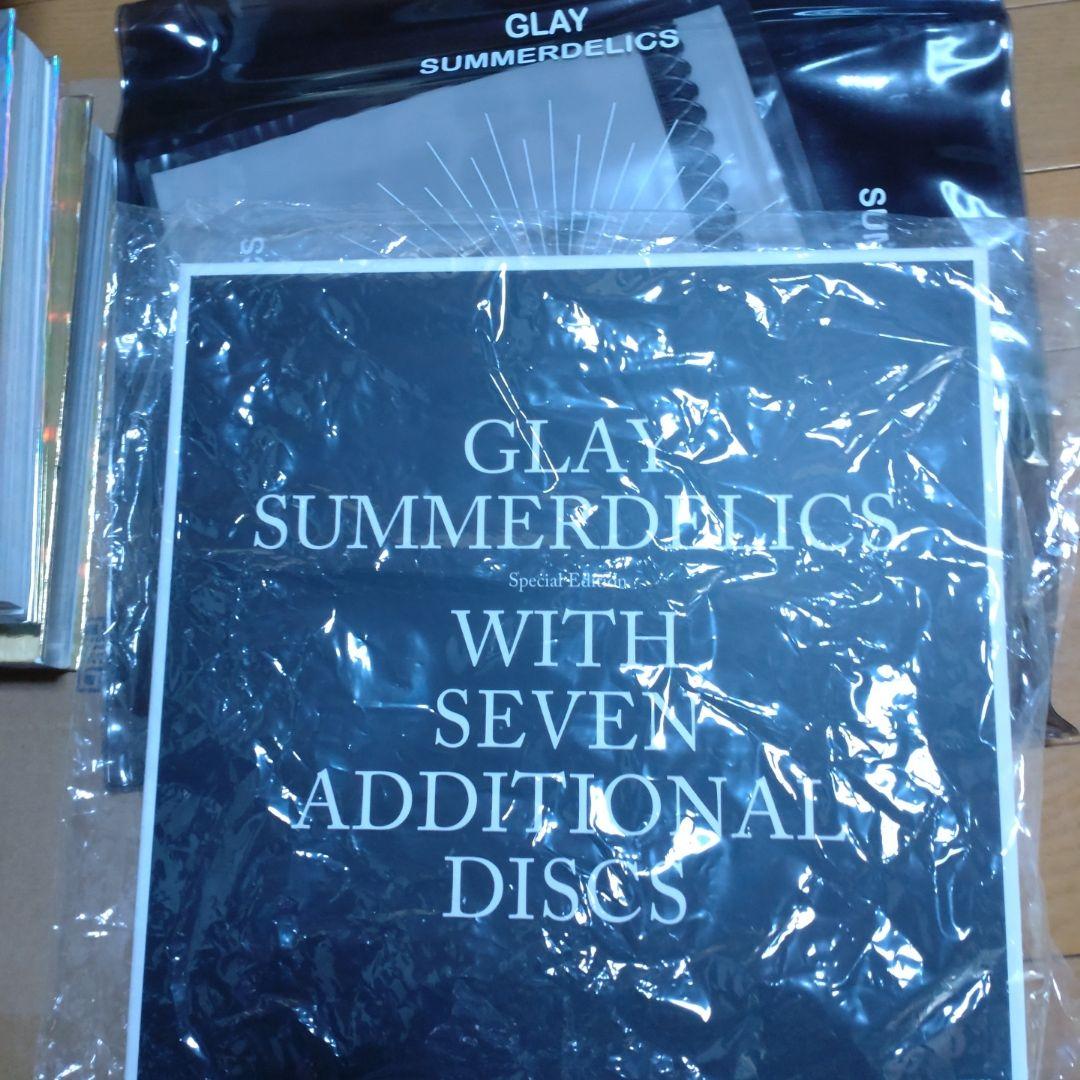 GLAY
SUMMERDELICS
GLAY
SUMMERDELICS
Special Edition
WITH
SEVEN
ADDITIONAL
DISCS